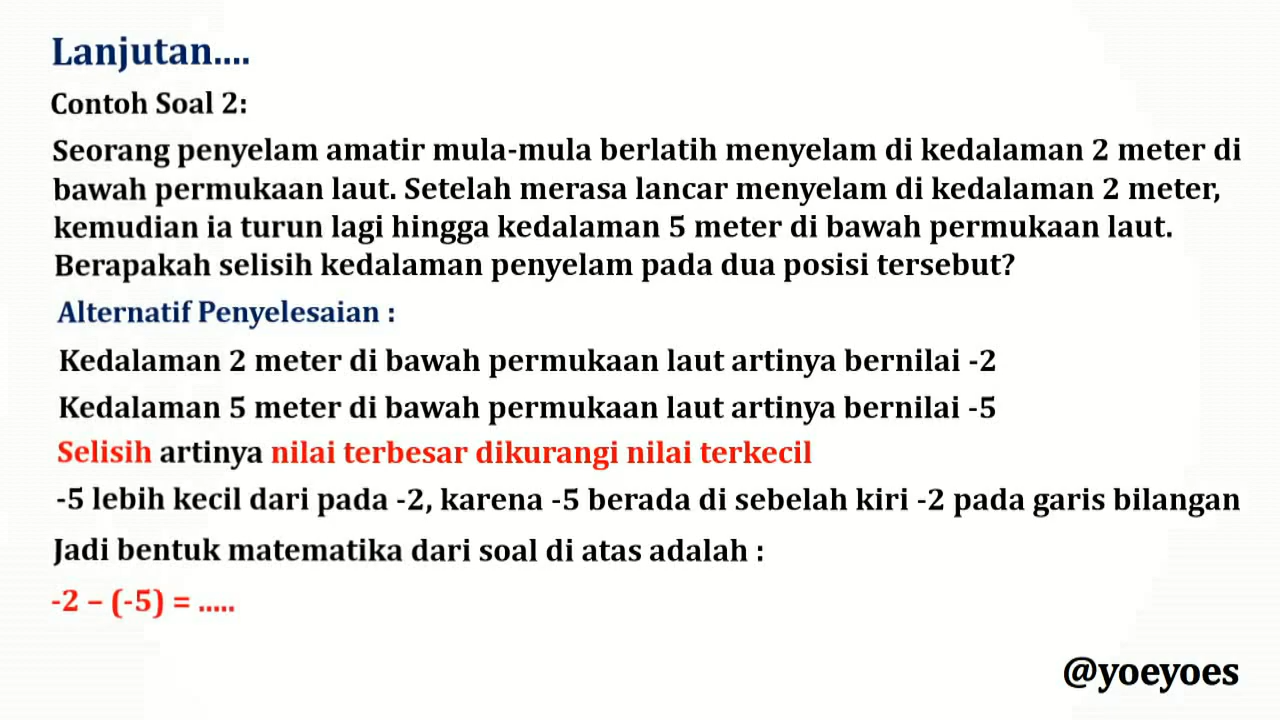 Lanjutan....
Contoh Soal 2:
Seorang penyelam amatir mula-mula berlatih menyelam di kedalaman 2 meter di
bawah permukaan laut. Setelah merasa lancar menyelam di kedalaman 2 meter,
kemudian ia turun lagi hingga kedalaman 5 meter di bawah permukaan laut.
Berapakah selisih kedalaman penyelam pada dua posisi tersebut?
Alternatif Penyelesaian :
Kedalaman 2 meter di bawah permukaan laut artinya bernilai -2
Kedalaman 5 meter di bawah permukaan laut artinya bernilai -5
Selisih artinya nilai terbesar dikurangi nilai terkecil
-5 lebih kecil dari pada -2, karena -5 berada di sebelah kiri -2 pada garis bilangan
Jadi bentuk matematika dari soal di atas adalah :
-2 – (-5) = .....
@yoeyoes